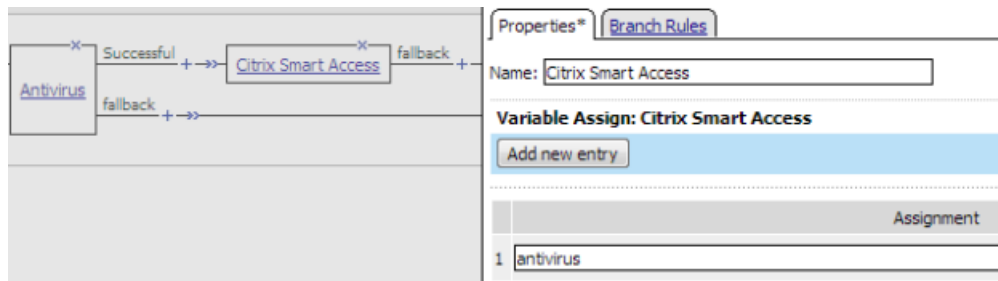 Successful
Antivirus
fallback
Citrix Smart Access
fallback
Properties*
Branch Rules
Name: Citrix Smart Access
Variable Assign: Citrix Smart Access
Add new entry
Assignment
1 antivirus